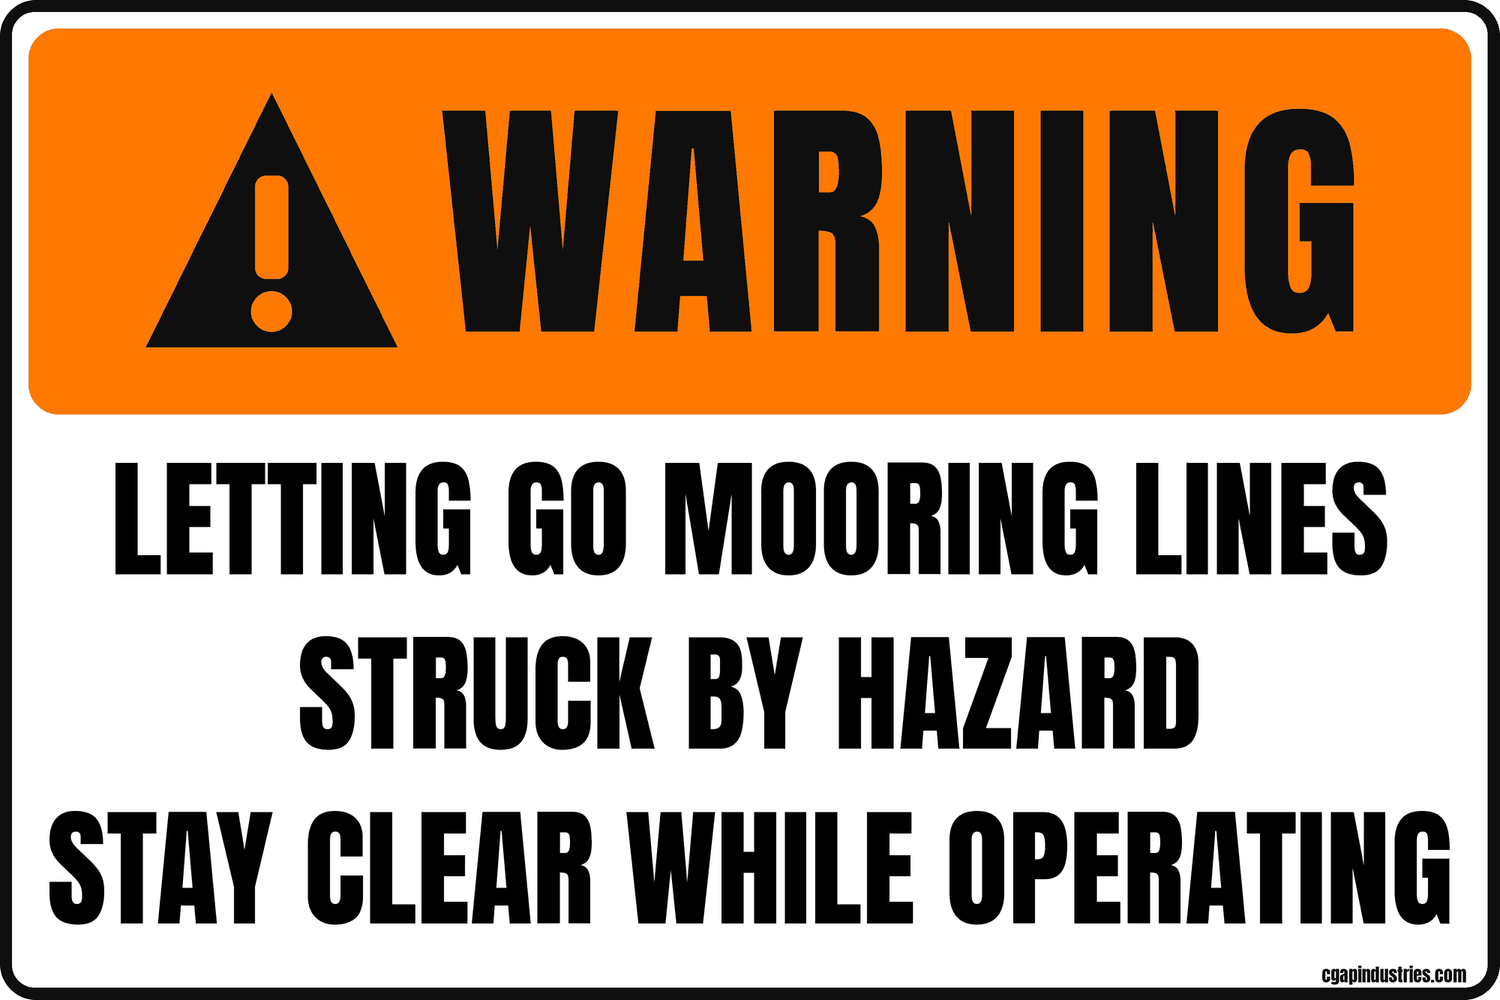 WARNING
LETTING GO MOORING LINES
STRUCK BY HAZARD
STAY CLEAR WHILE OPERATING
cgapindustries.com